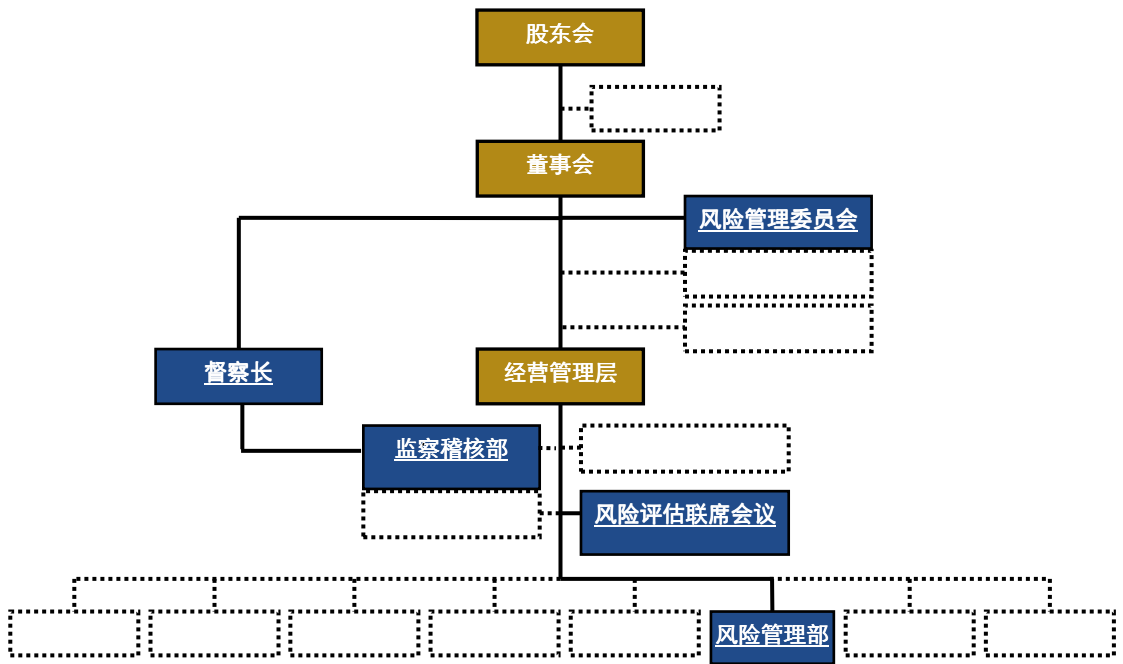 股东会
董事会
风险管理委员会
督察长
经营管理层
监察稽核部
风险评估联席会议
风险管理部